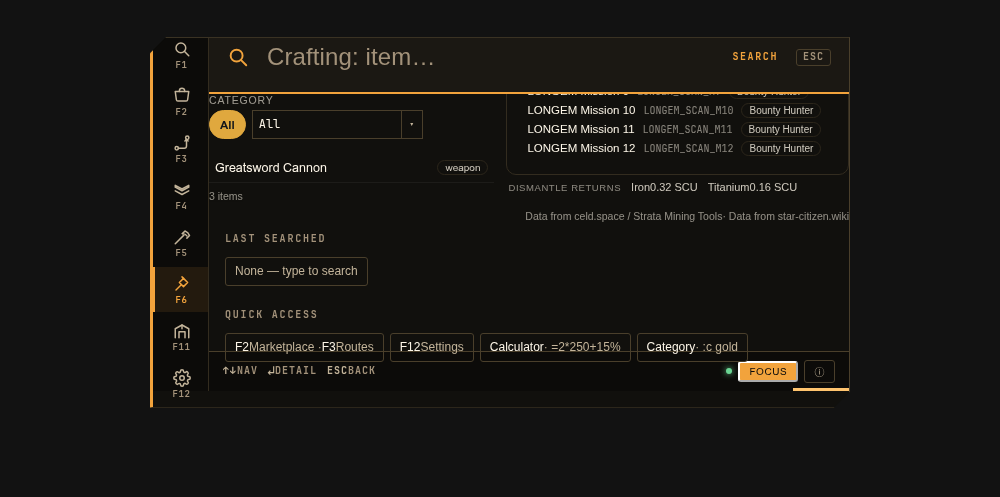 F1
F2
F3
F4
F5
F6
F11
F12
Crafting: item…
SEARCH
ESC
CATEGORY
All
All
Greatsword Cannon
weapon
3 items
LONGEM Mission 10 LONGEM_SCAN_M10 Bounty Hunter
LONGEM Mission 11 LONGEM_SCAN_M11 Bounty Hunter
LONGEM Mission 12 LONGEM_SCAN_M12 Bounty Hunter
DISMANTLE RETURNS Iron0.32 SCU Titanium0.16 SCU
Data from celd.space / Strata Mining Tools· Data from star-citizen.wiki
LAST SEARCHED
None — type to search
QUICK ACCESS
F2Marketplace ·F3Routes
F12Settings
Calculator· =2*250+15%
Category· :c gold
↑↓NAV ↲DETAIL ESCBACK
FOCUS